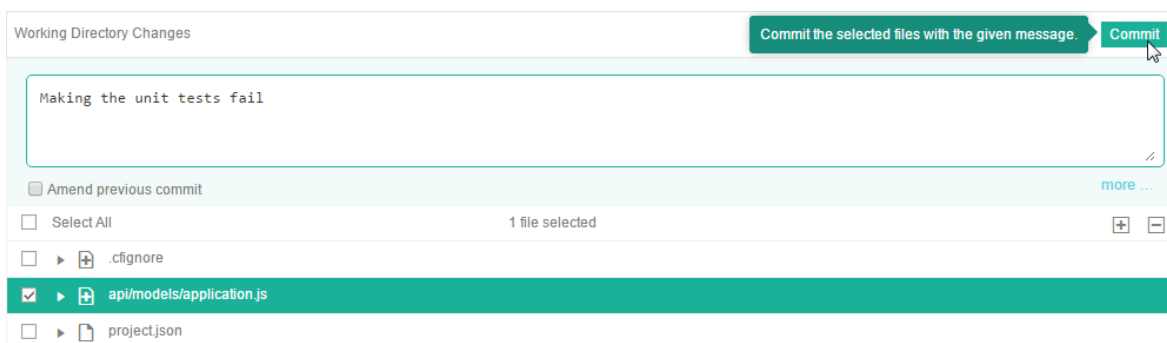 Working Directory Changes
Commit the selected files with the given message.
Commit
Making the unit tests fail
Amend previous commit
more ...
Select All
1 file selected
.cfignore
api/models/application.js
project.json